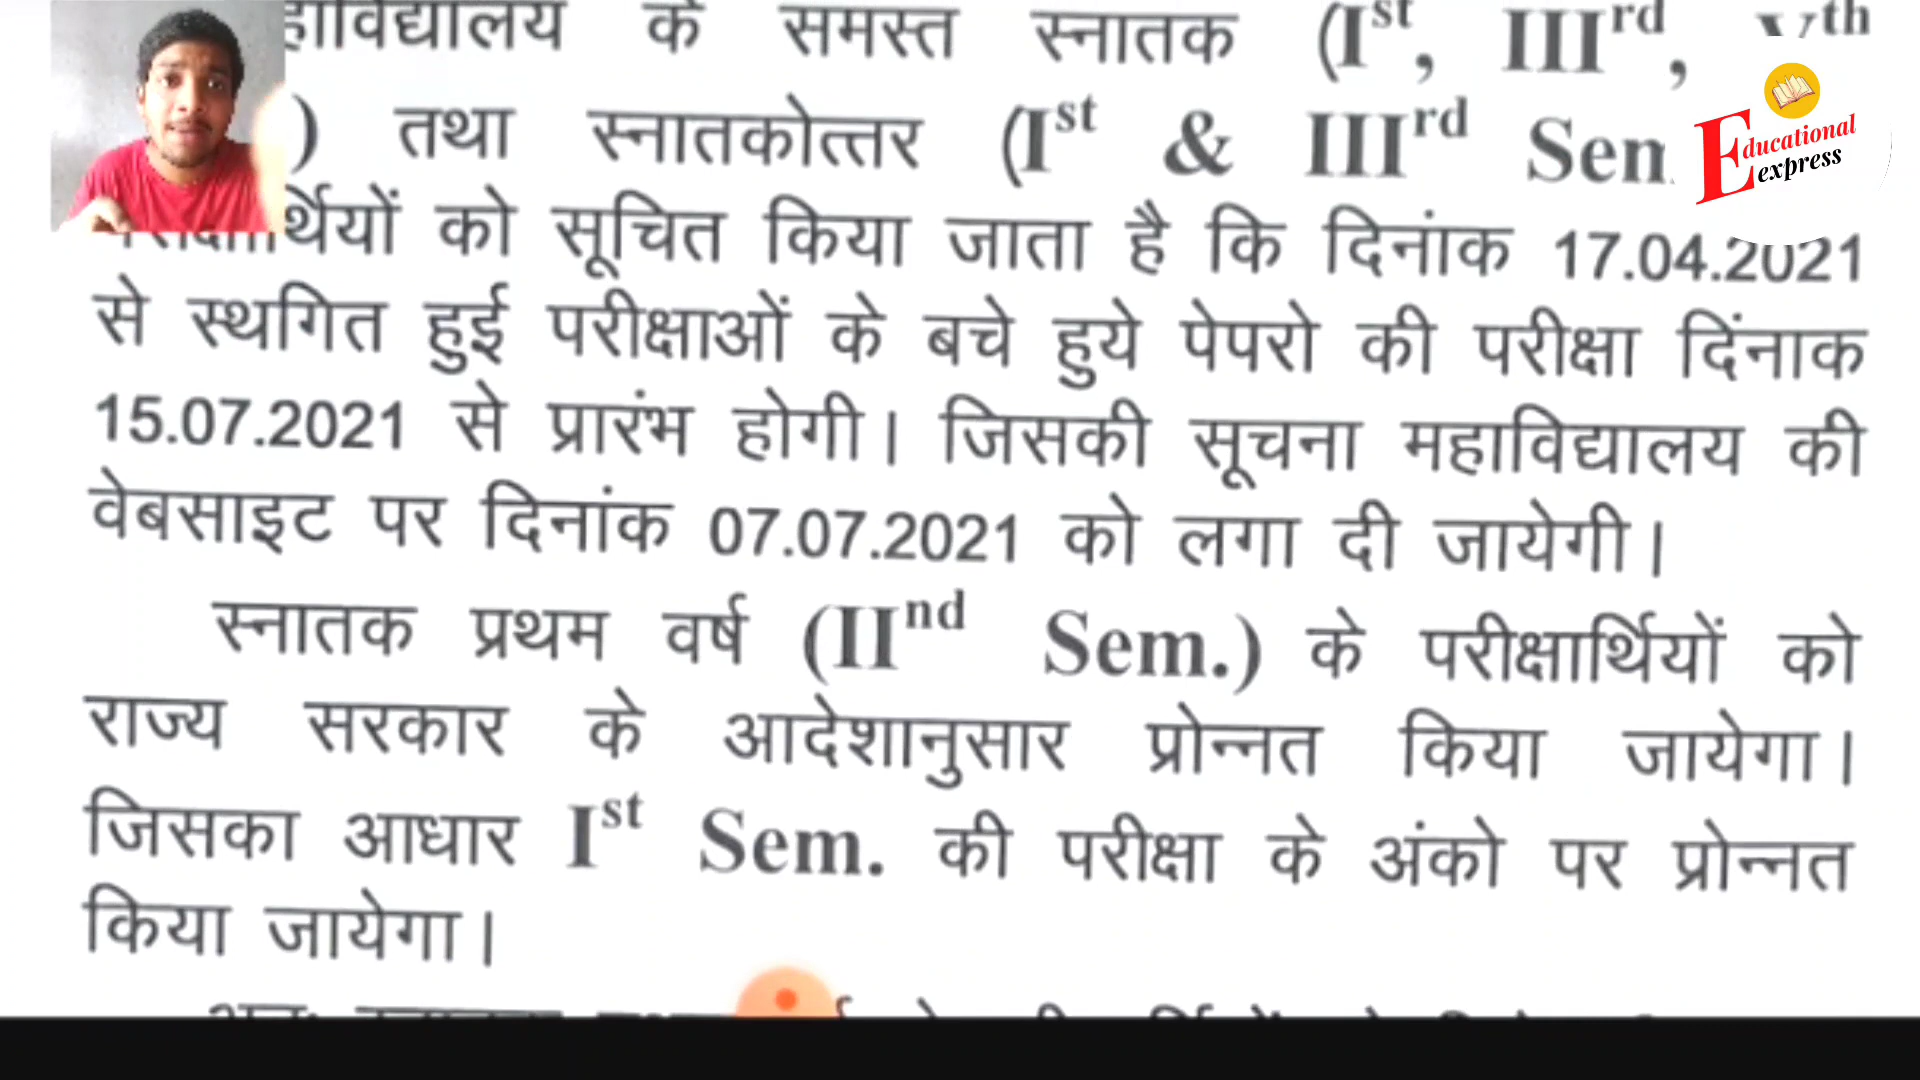 हाविद्यालय के समस्त स्नातक (Ist, IIIrd, Vth
) तथा स्नातकोत्तर (Ist & IIIrd Sem
र्थियों को सूचित किया जाता है कि दिनांक 17.04.2021
से स्थगित हुई परीक्षाओं के बचे हुये पेपरो की परीक्षा दिंनाक
15.07.2021 से प्रारंभ होगी। जिसकी सूचना महाविद्यालय की
वेबसाइट पर दिनांक 07.07.2021 को लगा दी जायेगी।
स्नातक प्रथम वर्ष (IInd Sem.) के परीक्षार्थियों को
राज्य सरकार के आदेशानुसार प्रोन्नत किया जायेगा।
जिसका आधार Ist Sem. की परीक्षा के अंको पर प्रोन्नत
किया जायेगा।
Educational
express